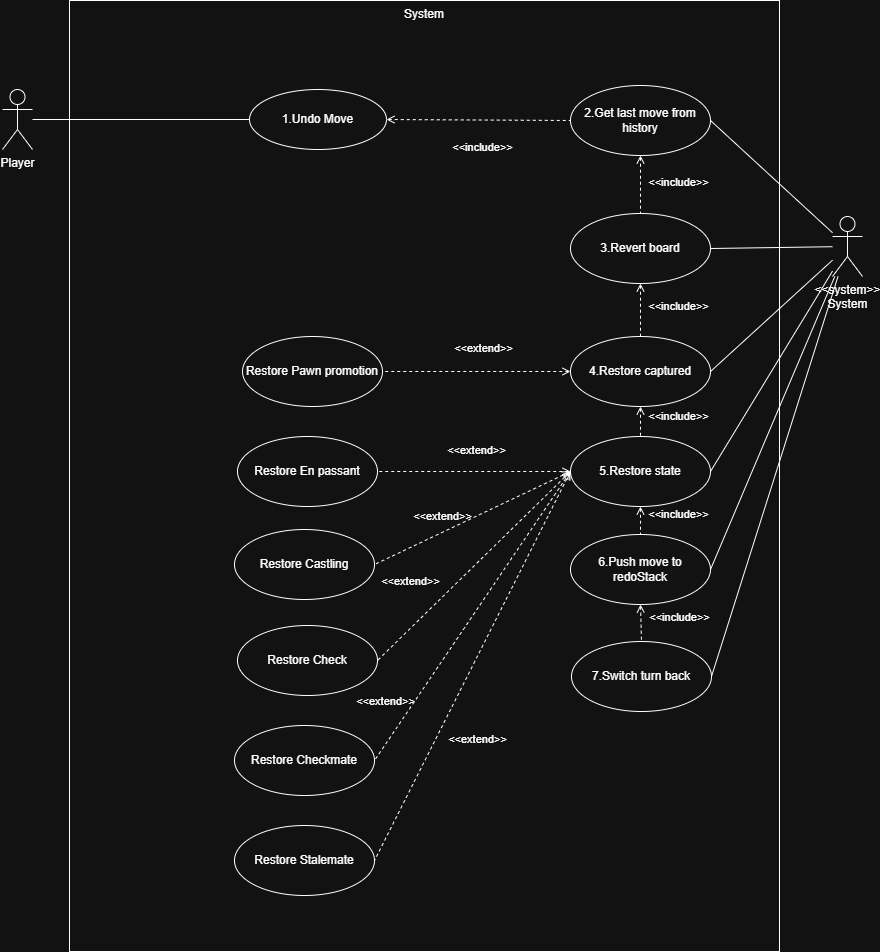 System
1.Undo Move
2.Get last move from
history
<<include>>
Player
<<include>>
3.Revert board
<<system>>
System
<<include>>
<<extend>>
Restore Pawn promotion
4.Restore captured
<<include>>
<<extend>>
Restore En passant
5.Restore state
<<extend>>
<<include>>
Restore Castling
6.Push move to
redoStack
<<extend>>
<<include>>
Restore Check
7.Switch turn back
<<extend>>
<<extend>>
Restore Checkmate
Restore Stalemate